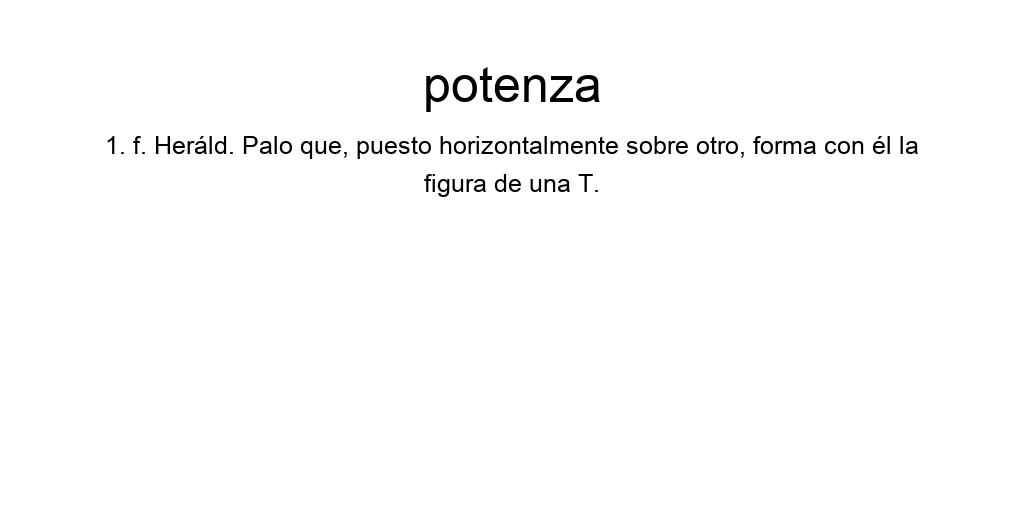 potenza
1. f. Heráld. Palo que, puesto horizontalmente sobre otro, forma con él la
figura de una T.